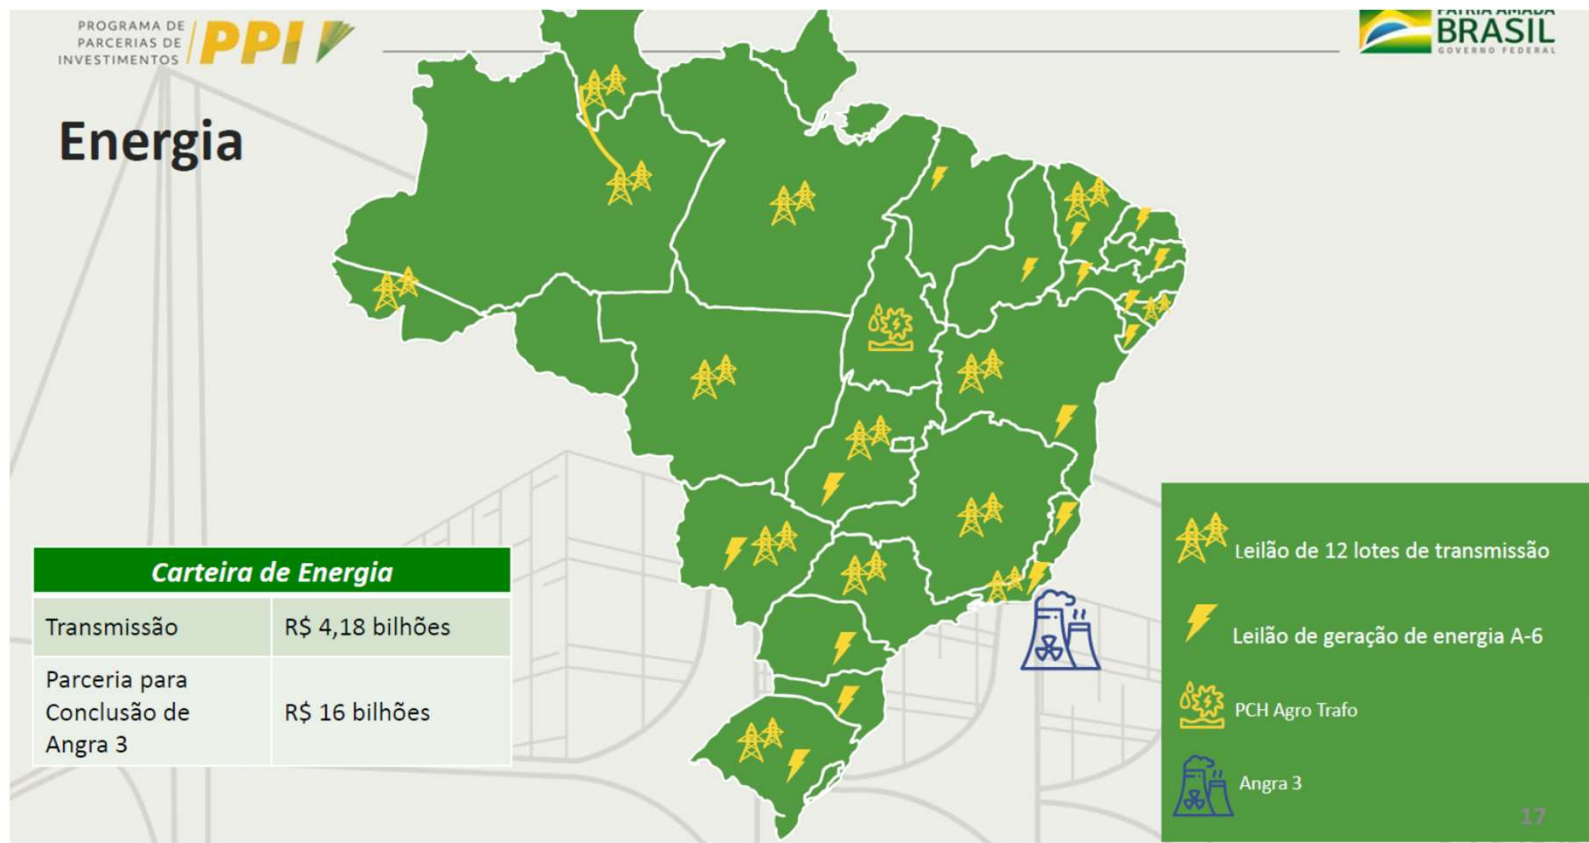 PROGRAMA DE
PARCERIAS DE
INVESTIMENTOS
PPI
PÁTRIA AMADA
BRASIL
GOVERNO FEDERAL
Energia
Carteira de Energia
Transmissão R$ 4,18 bilhões
Parceria para
Conclusão de
Angra 3
R$ 16 bilhões
Leilão de 12 lotes de transmissão
Leilão de geração de energia A-6
PCH Agro Trafo
Angra 3
17